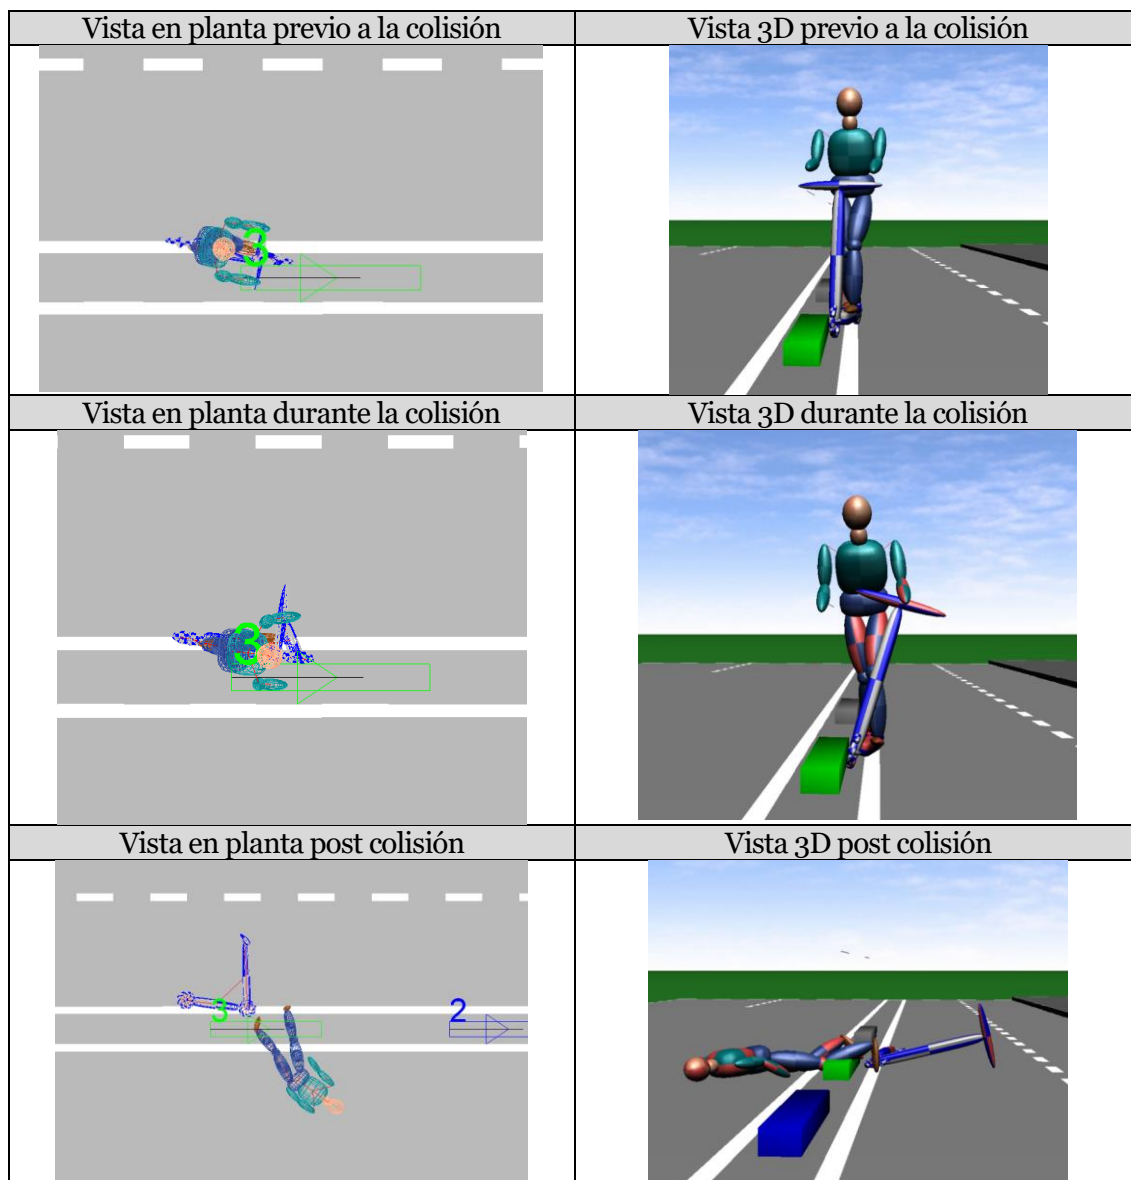 Vista en planta previo a la colisión
Vista 3D previo a la colisión
3
Vista en planta durante la colisión
Vista 3D durante la colisión
3
Vista en planta post colisión
Vista 3D post colisión
3
2